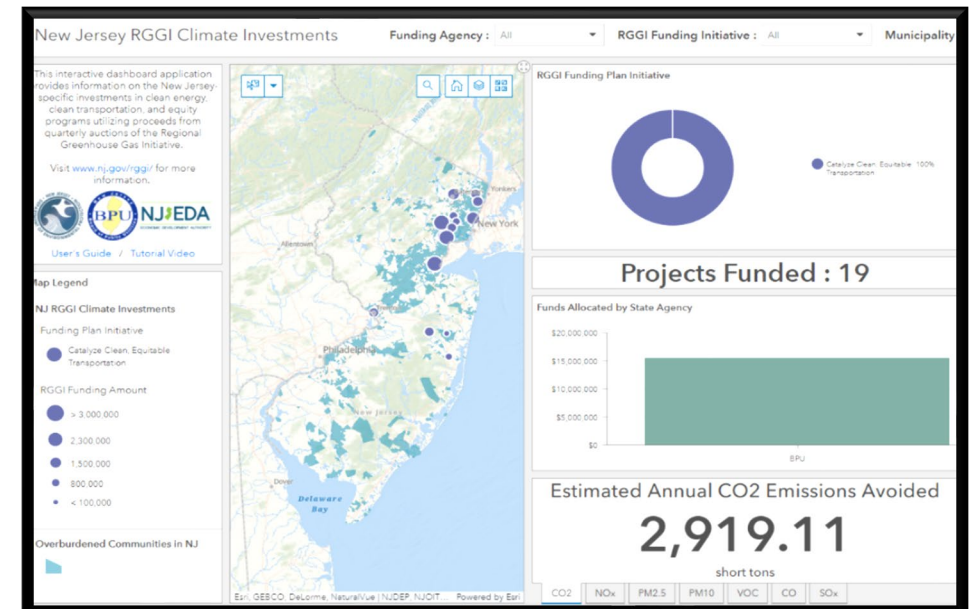 New Jersey RGGI Climate Investments
Funding Agency : All
RGGI Funding Initiative : All
Municipality
This interactive dashboard application
provides information on the New Jersey-
specific investments in clean energy,
clean transportation, and equity
programs utilizing proceeds from
quarterly auctions of the Regional
Greenhouse Gas Initiative.
Visit www.nj.gov/rggi/ for more
information.
BPU
NJEDA
ECONOMIC DEVELOPMENT AUTHORITY
User's Guide / Tutorial Video
Map Legend
NJ RGGI Climate Investments
Funding Plan Initiative
Catalyze Clean, Equitable
Transportation
RGGI Funding Amount
> 3,000,000
2,300,000
1,500,000
800,000
< 100,000
Overburdened Communities in NJ
Yonkers
New York
Allentown
Philadelphia
New Jersey
Dover
Delaware
Bay
Esri, GEBCO, DeLorme, NaturalVue | NJDEP, NJOIT... Powered by Esri
RGGI Funding Plan Initiative
Catalyze Clean, Equitable 100%
Transportation
Projects Funded : 19
Funds Allocated by State Agency
$20,000,000
$15,000,000
$10,000,000
$5,000,000
$0
BPU
Estimated Annual CO2 Emissions Avoided
2,919.11
short tons
CO2 NOx PM2.5 PM10 VOC CO SOx